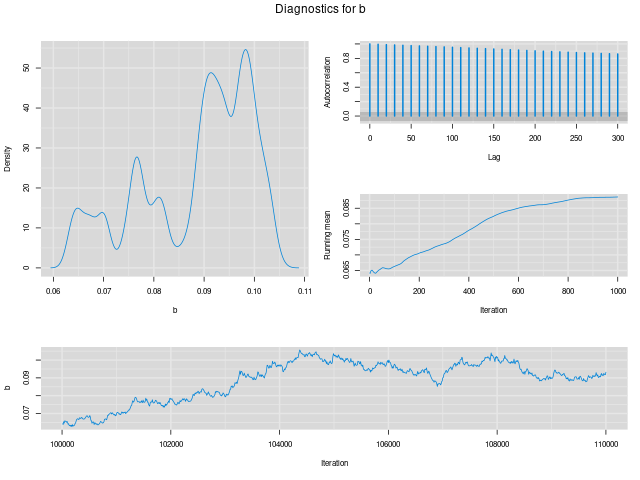 Diagnostics for b
Density
0 10 20 30 40 50
0.06 0.07 0.08 0.09 0.10 0.11
b
Autocorrelation
0.0 0.4 0.8
0 50 100 150 200 250 300
Lag
Running mean
0.065 0.075 0.085
0 200 400 600 800 1000
Iteration
b
0.07 0.09
100000 102000 104000 106000 108000 110000
Iteration